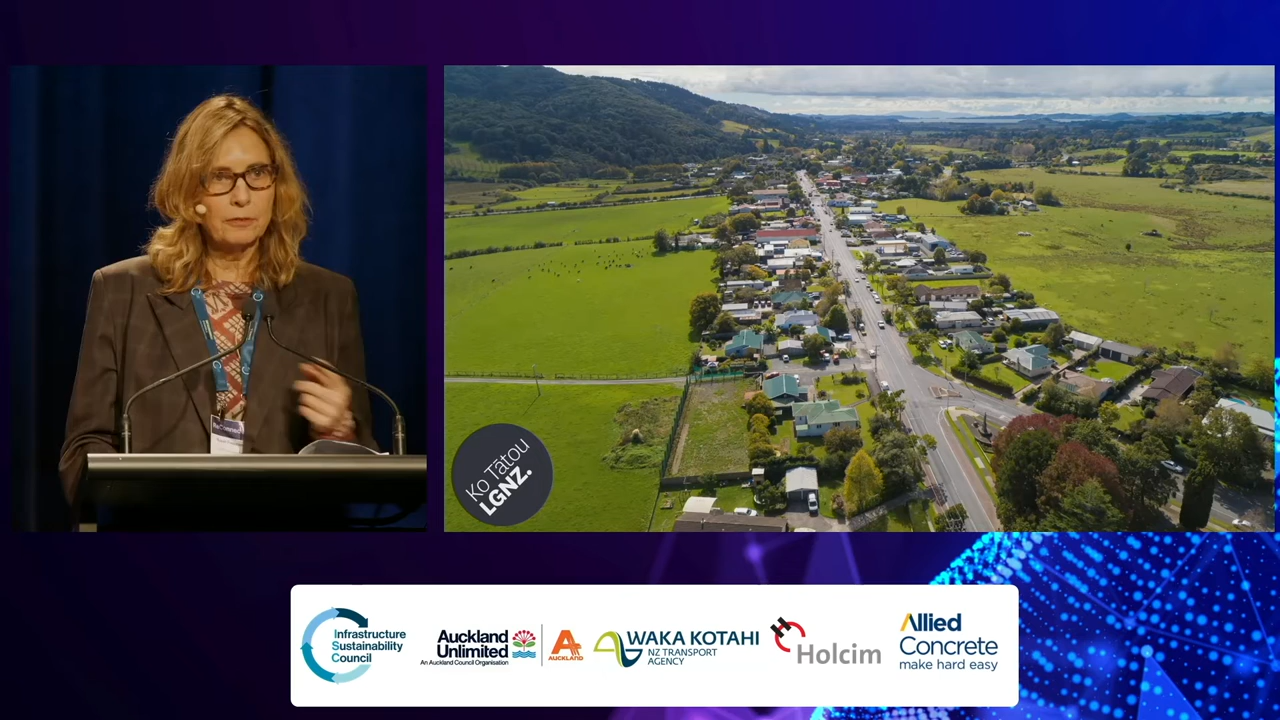 ReConnect
Ko Tātou
LGNZ.
Infrastructure
Sustainability
Council
Auckland
Unlimited
An Auckland Council Organisation
AUCKLAND
WAKA KOTAHI
NZ TRANSPORT
AGENCY
Holcim
Allied
Concrete
make hard easy